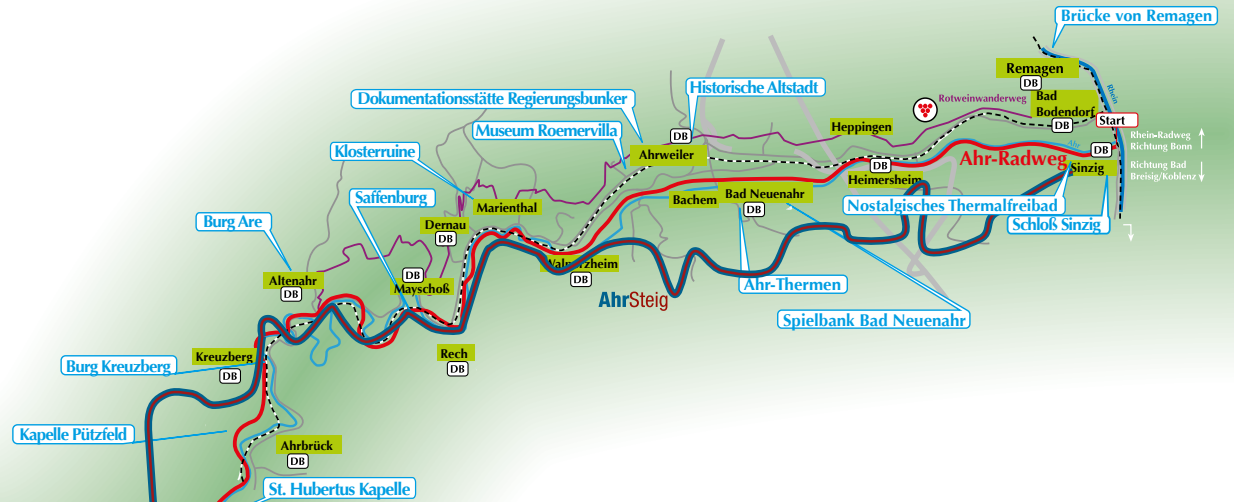 Brücke von Remagen
Remagen
DB
Rhein
Bad
Bodendorf
DB
Start
Rhein-Radweg
Richtung Bonn
Richtung Bad
Breisig/Koblenz
Rotweinwanderweg
Historische Altstadt
Dokumentationsstätte Regierungsbunker
Museum Roemervilla
DB
Heppingen
Ahrweiler
Ahr
DB
Ahr-Radweg
Sinzig
Klosterruine
DB
Heimersheim
Saffenburg
Bachem
Bad Neuenahr
DB
Nostalgisches Thermalfreibad
Schloß Sinzig
Marienthal
Burg Are
Dernau
DB
Walporzheim
DB
Altenahr
DB
DB
Mayschoß
AhrSteig
Ahr-Thermen
Spielbank Bad Neuenahr
Kreuzberg
DB
Rech
DB
Burg Kreuzberg
Kapelle Pützfeld
Ahrbrück
DB
St. Hubertus Kapelle